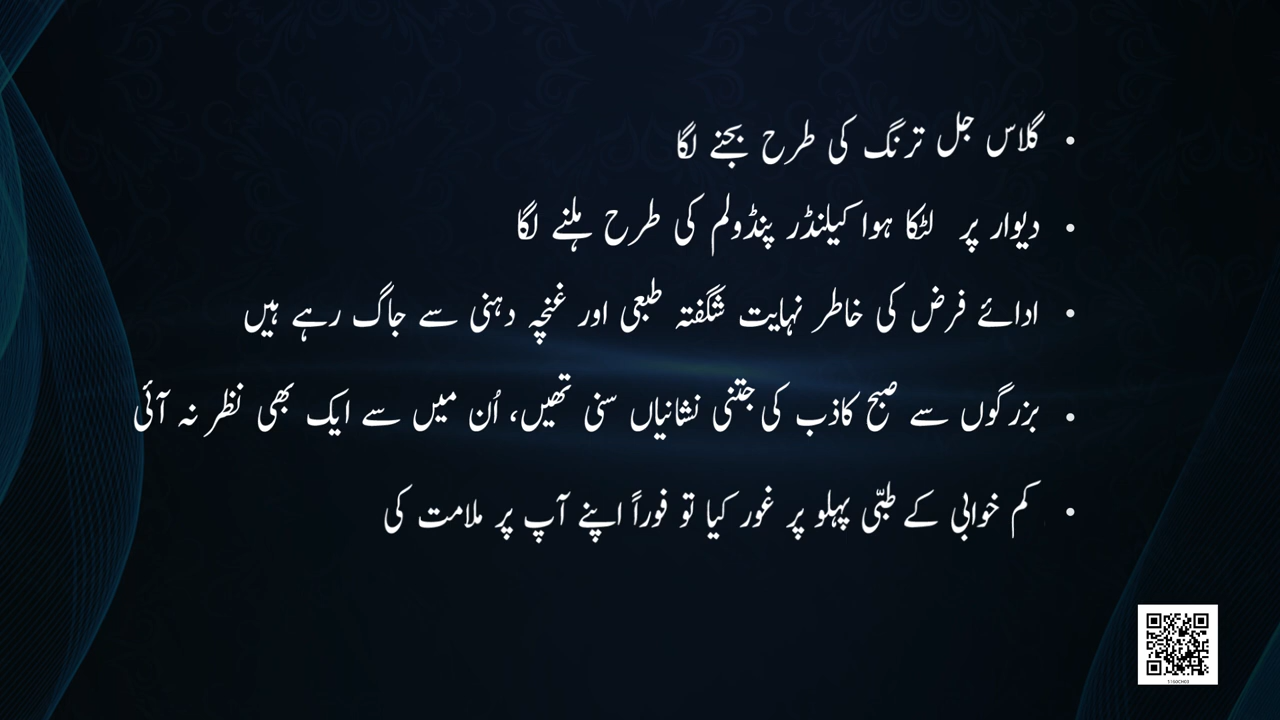 • گلاس جل ترنگ کی طرح بجنے لگا
• دیوار پر لٹکا ہوا کیلنڈر پنڈولم کی طرح ہلنے لگا
• ادائے فرض کی خاطر نہایت شگفتہ طبعی اور غنچہ دہنی سے جاگ رہے ہیں
• بزرگوں سے صبح کاذب کی جتنی نشانیاں سنی تھیں، اُن میں سے ایک بھی نظر نہ آئی
• کم خوابی کے طبّی پہلو پر غور کیا تو فوراً اپنے آپ پر ملامت کی